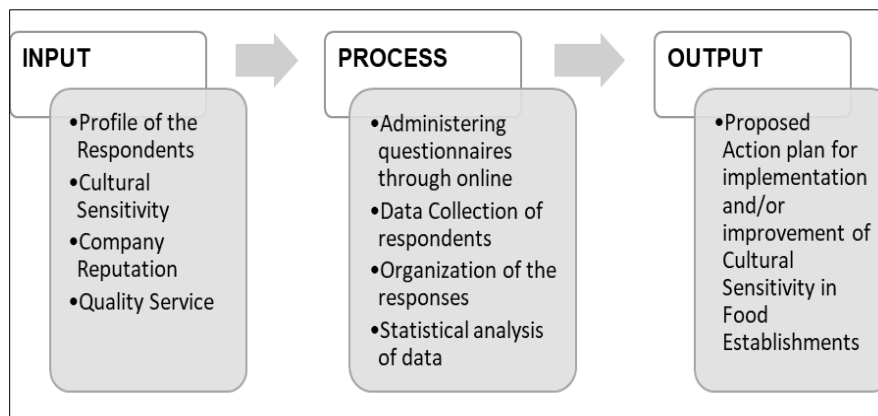 INPUT
•Profile of the
Respondents
•Cultural
Sensitivity
•Company
Reputation
•Quality Service
PROCESS
•Administering
questionnaires
through online
•Data Collection of
respondents
•Organization of the
responses
•Statistical analysis
of data
OUTPUT
•Proposed
Action plan for
implementation
and/or
improvement of
Cultural
Sensitivity in
Food
Establishments